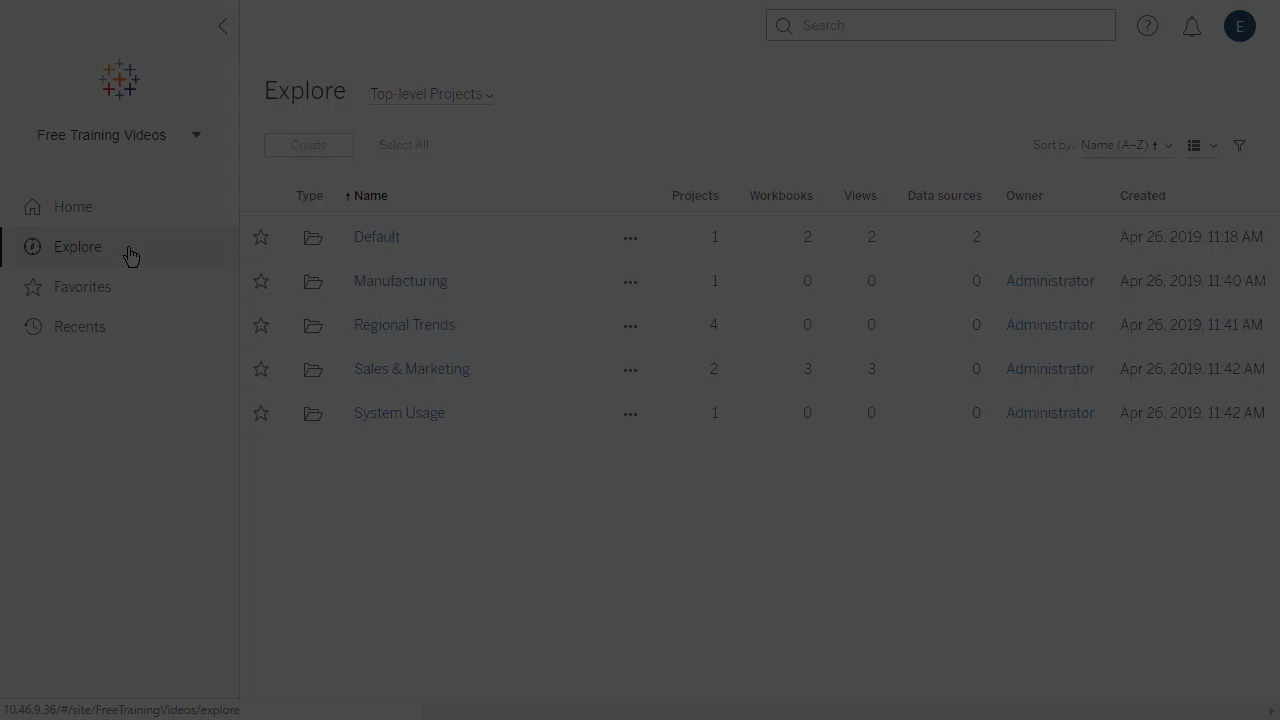 Search
E
Explore Top-level Projects
Free Training Videos
Create Select All Sort by: Name (A–Z)
Type Name Projects Workbooks Views Data sources Owner Created
Home
Explore
Favorites
Recents
Default ••• 1 2 2 2 Apr 26, 2019, 11:18 AM
Manufacturing ••• 1 0 0 0 Administrator Apr 26, 2019, 11:40 AM
Regional Trends ••• 4 0 0 0 Administrator Apr 26, 2019, 11:41 AM
Sales & Marketing ••• 2 3 3 0 Administrator Apr 26, 2019, 11:42 AM
System Usage ••• 1 0 0 0 Administrator Apr 26, 2019, 11:42 AM
10.46.9.36/#/site/FreeTrainingVideos/explore